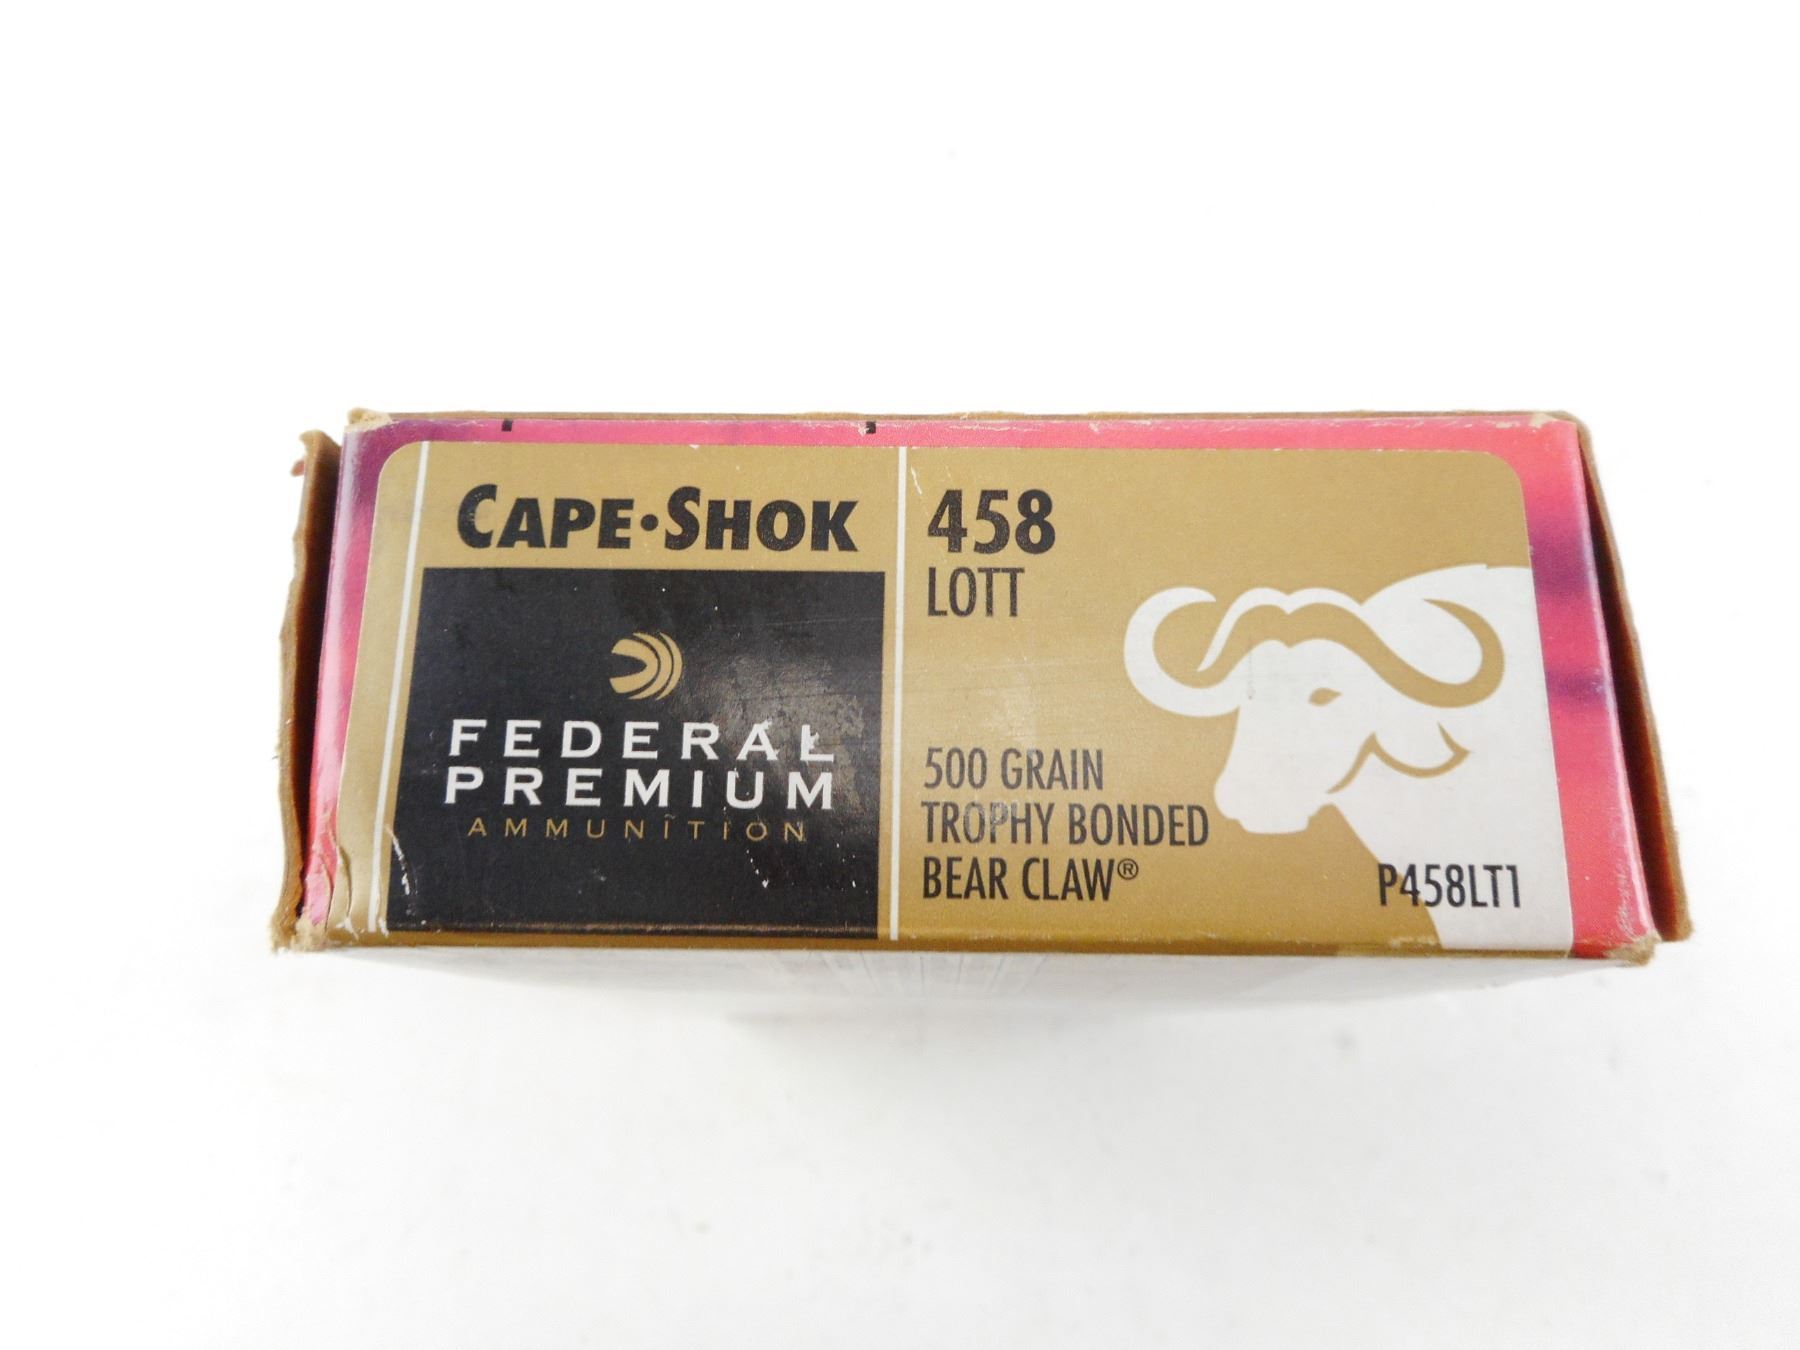 CAPE•SHOK
FEDERAL
PREMIUM
AMMUNITION
458
LOTT
500 GRAIN
TROPHY BONDED
BEAR CLAW®
P458LT1